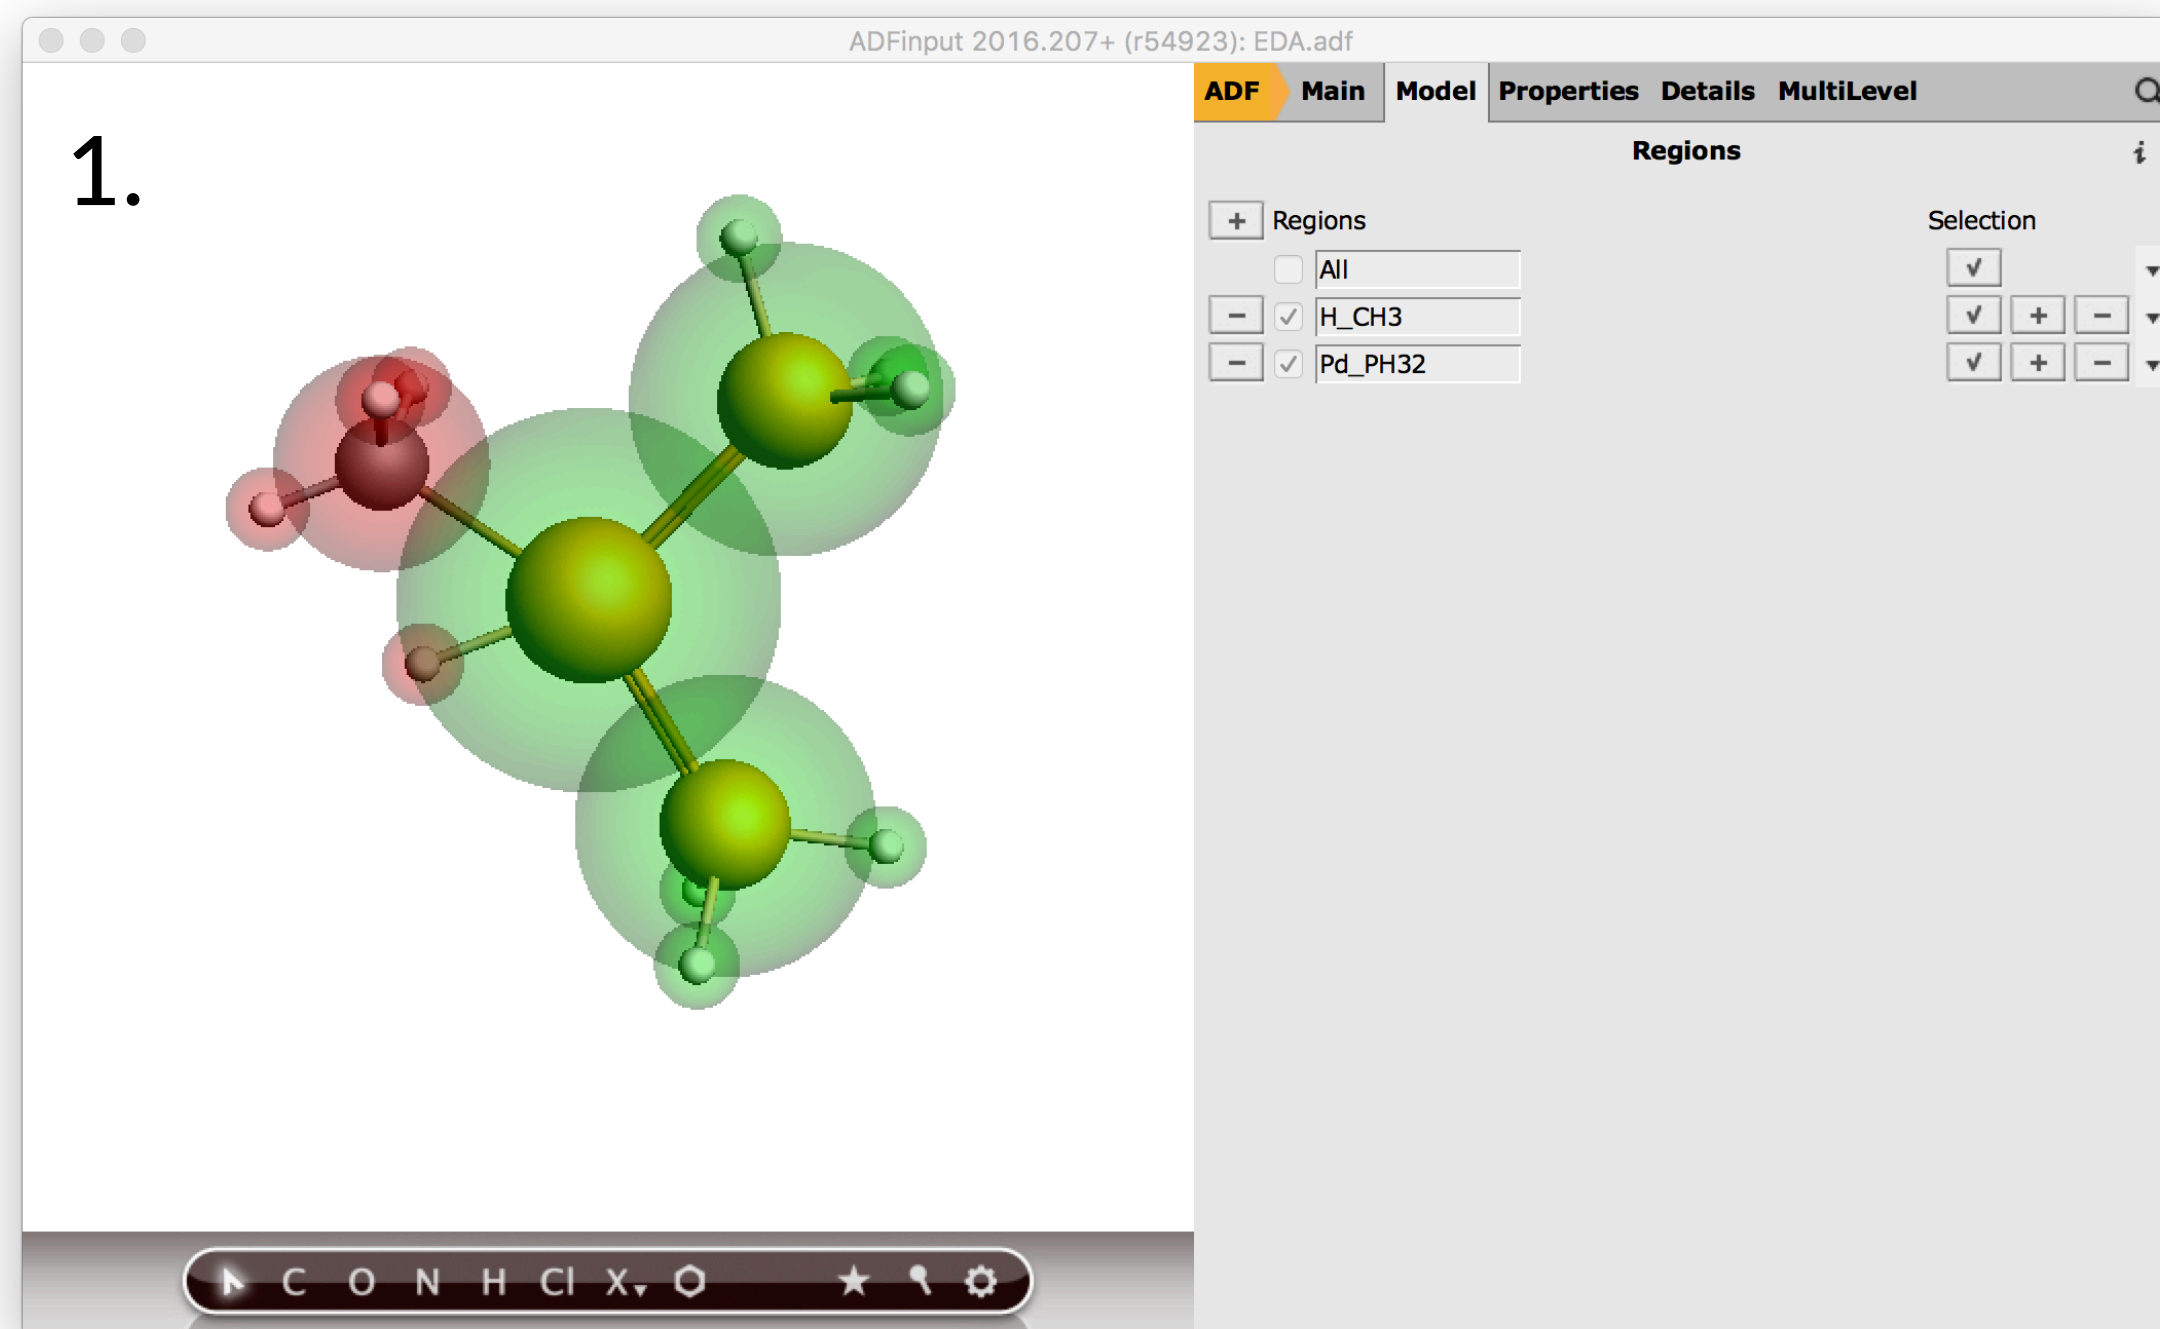 ADFinput 2016.207+ (r54923): EDA.adf
ADF Main Model Properties Details MultiLevel
1.
Regions i
+ Regions Selection
All √
− ✓ H_CH3 √ + −
− ✓ Pd_PH32 √ + −
C O N H Cl X